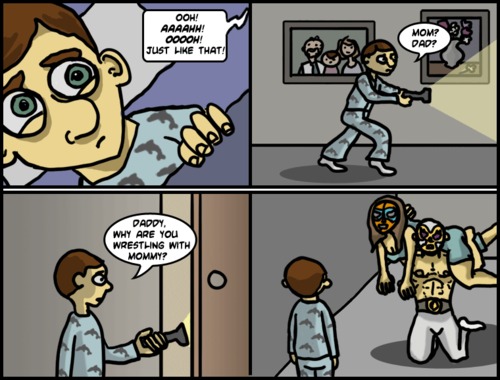 OOH!
AAAAHH!
OOOOH!
JUST LIKE THAT!
MOM?
DAD?
DADDY,
WHY ARE YOU
WRESTLING WITH
MOMMY?